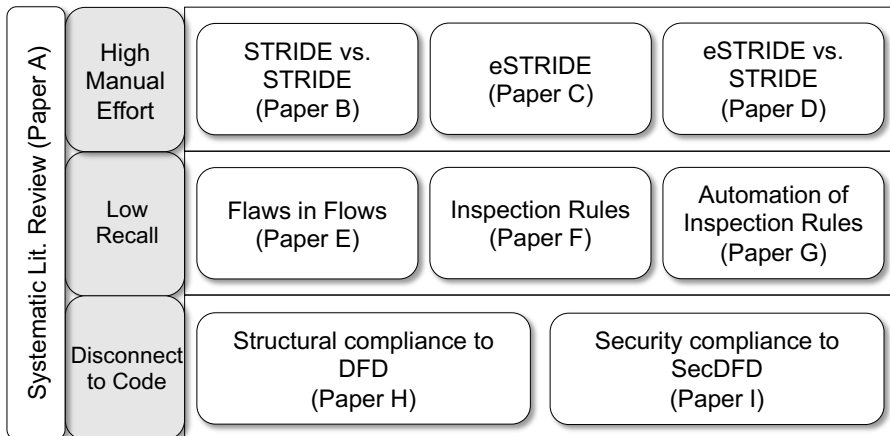 Systematic Lit. Review (Paper A)
High
Manual
Effort
STRIDE vs.
STRIDE
(Paper B)
eSTRIDE
(Paper C)
eSTRIDE vs.
STRIDE
(Paper D)
Low
Recall
Flaws in Flows
(Paper E)
Inspection Rules
(Paper F)
Automation of
Inspection Rules
(Paper G)
Disconnect
to Code
Structural compliance to
DFD
(Paper H)
Security compliance to
SecDFD
(Paper I)